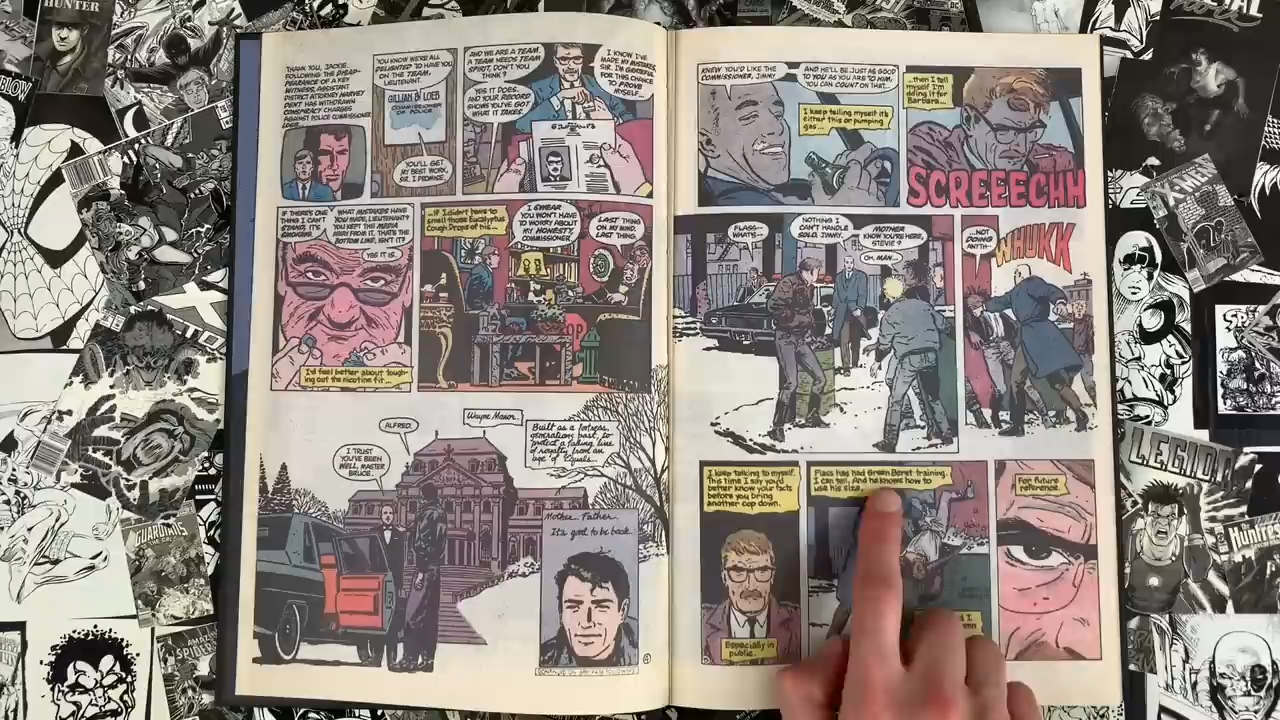 HUNTER
THANK YOU, JACKIE.
FOLLOWING THE DISAP-
PEARANCE OF A KEY
WITNESS, ASSISTANT
DISTRICT ATTORNEY HARVEY
DENT HAS WITHDRAWN
CONSPIRACY CHARGES
AGAINST POLICE COMMISSIONER
LOEB.
YOU KNOW WE'RE ALL
DELIGHTED TO HAVE YOU
ON THE TEAM,
LIEUTENANT.
GILLIAN B. LOEB
COMMISSIONER
OF POLICE
YOU'LL GET
MY BEST WORK,
SIR, I PROMISE.
AND WE ARE A TEAM.
A TEAM NEEDS TEAM
SPIRIT, DON'T YOU
THINK?
YES IT DOES.
AND YOUR RECORD
SHOWS YOU'VE GOT
WHAT IT TAKES.
I KNOW I'VE
MADE MY MISTAKES,
SIR. I'M GRATEFUL
FOR THIS CHANCE
TO PROVE
MYSELF--
IF THERE'S ONE
THING I CAN'T
STAND, IT'S
WHAT MISTAKES HAVE
YOU MADE, LIEUTENANT?
YOU KEPT THE MEDIA
AWAY FROM IT. THAT'S THE
BOTTOM LINE, ISN'T IT?
YES IT IS.
I'd feel better about tough-
ing out the nicotine fit...
...if I didn't have to
smell those Eucalyptus
Cough Drops of his...
I SWEAR
YOU WON'T HAVE
TO WORRY ABOUT
MY HONESTY,
COMMISSIONER.
LAST THING
ON MY MIND.
LAST THING.
Wayne Manor.
Built as a fortress,
generations past, to
protect a fading line
of royalty from an
age of equals.
ALFRED.
I TRUST
YOU'VE BEEN
WELL, MASTER
BRUCE.
Mother. Father.
It's good to be back.
4
KNEW YOU'D LIKE THE
COMMISSIONER, JIMMY.
AND HE'LL BE JUST AS GOOD
TO YOU AS YOU ARE TO HIM,
YOU CAN COUNT ON THAT.
I keep telling myself it's
either this or pumping
gas...
...then I tell
myself I'm
doing it for
Barbara...
SCREEECHH
FLASS--
WHAT'S--
NOTHING I
CAN'T HANDLE
SOLO, JIMMY.
MOTHER
KNOW YOU'RE HERE,
STEVIE?
OH, MAN...
...NOT
DOING
ANYTH--
WHUKK
I keep talking to myself.
This time I say you'd
better know your facts
before you bring
another cop down.
Especially in
public.
Flass has had Green Beret training.
I can tell. And he knows how to
use his size.
For future
reference.
X-MEN
LEGION
GUARDIANS